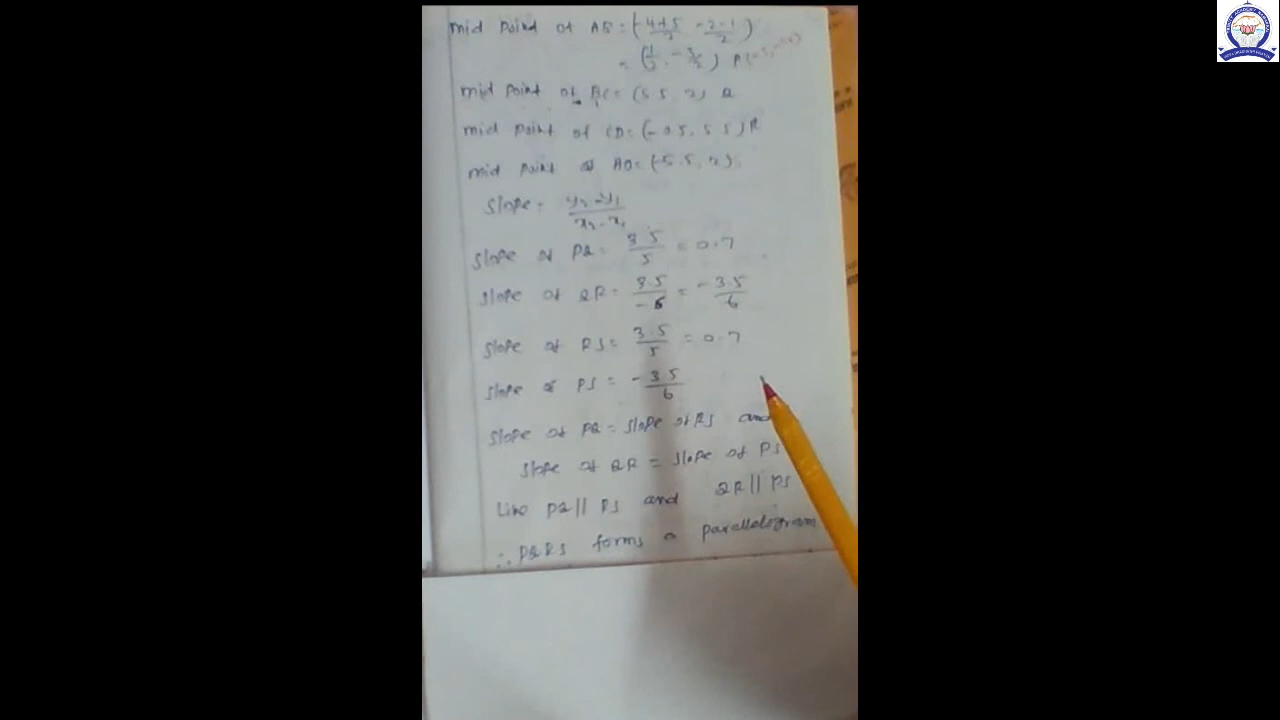 mid point of AB = (-4+5/2 -2-1/2)
= (1/2, -3/2) P
mid point of BC = (5.5, 2) Q
mid point of CD = (-0.5, 5.5) R
mid point of AD = (-5.5, 2)
slope = y₂-y₁/x₂-x₁
slope of PQ = 3.5/5 = 0.7
slope of QR = 3.5/-6 = -3.5/6
slope of RS = 3.5/5 = 0.7
slope of PS = -3.5/6
slope of PQ = slope of RS and
slope of QR = slope of PS
Line PQ || RS and QR || PS
∴ PQRS forms a parallelogram